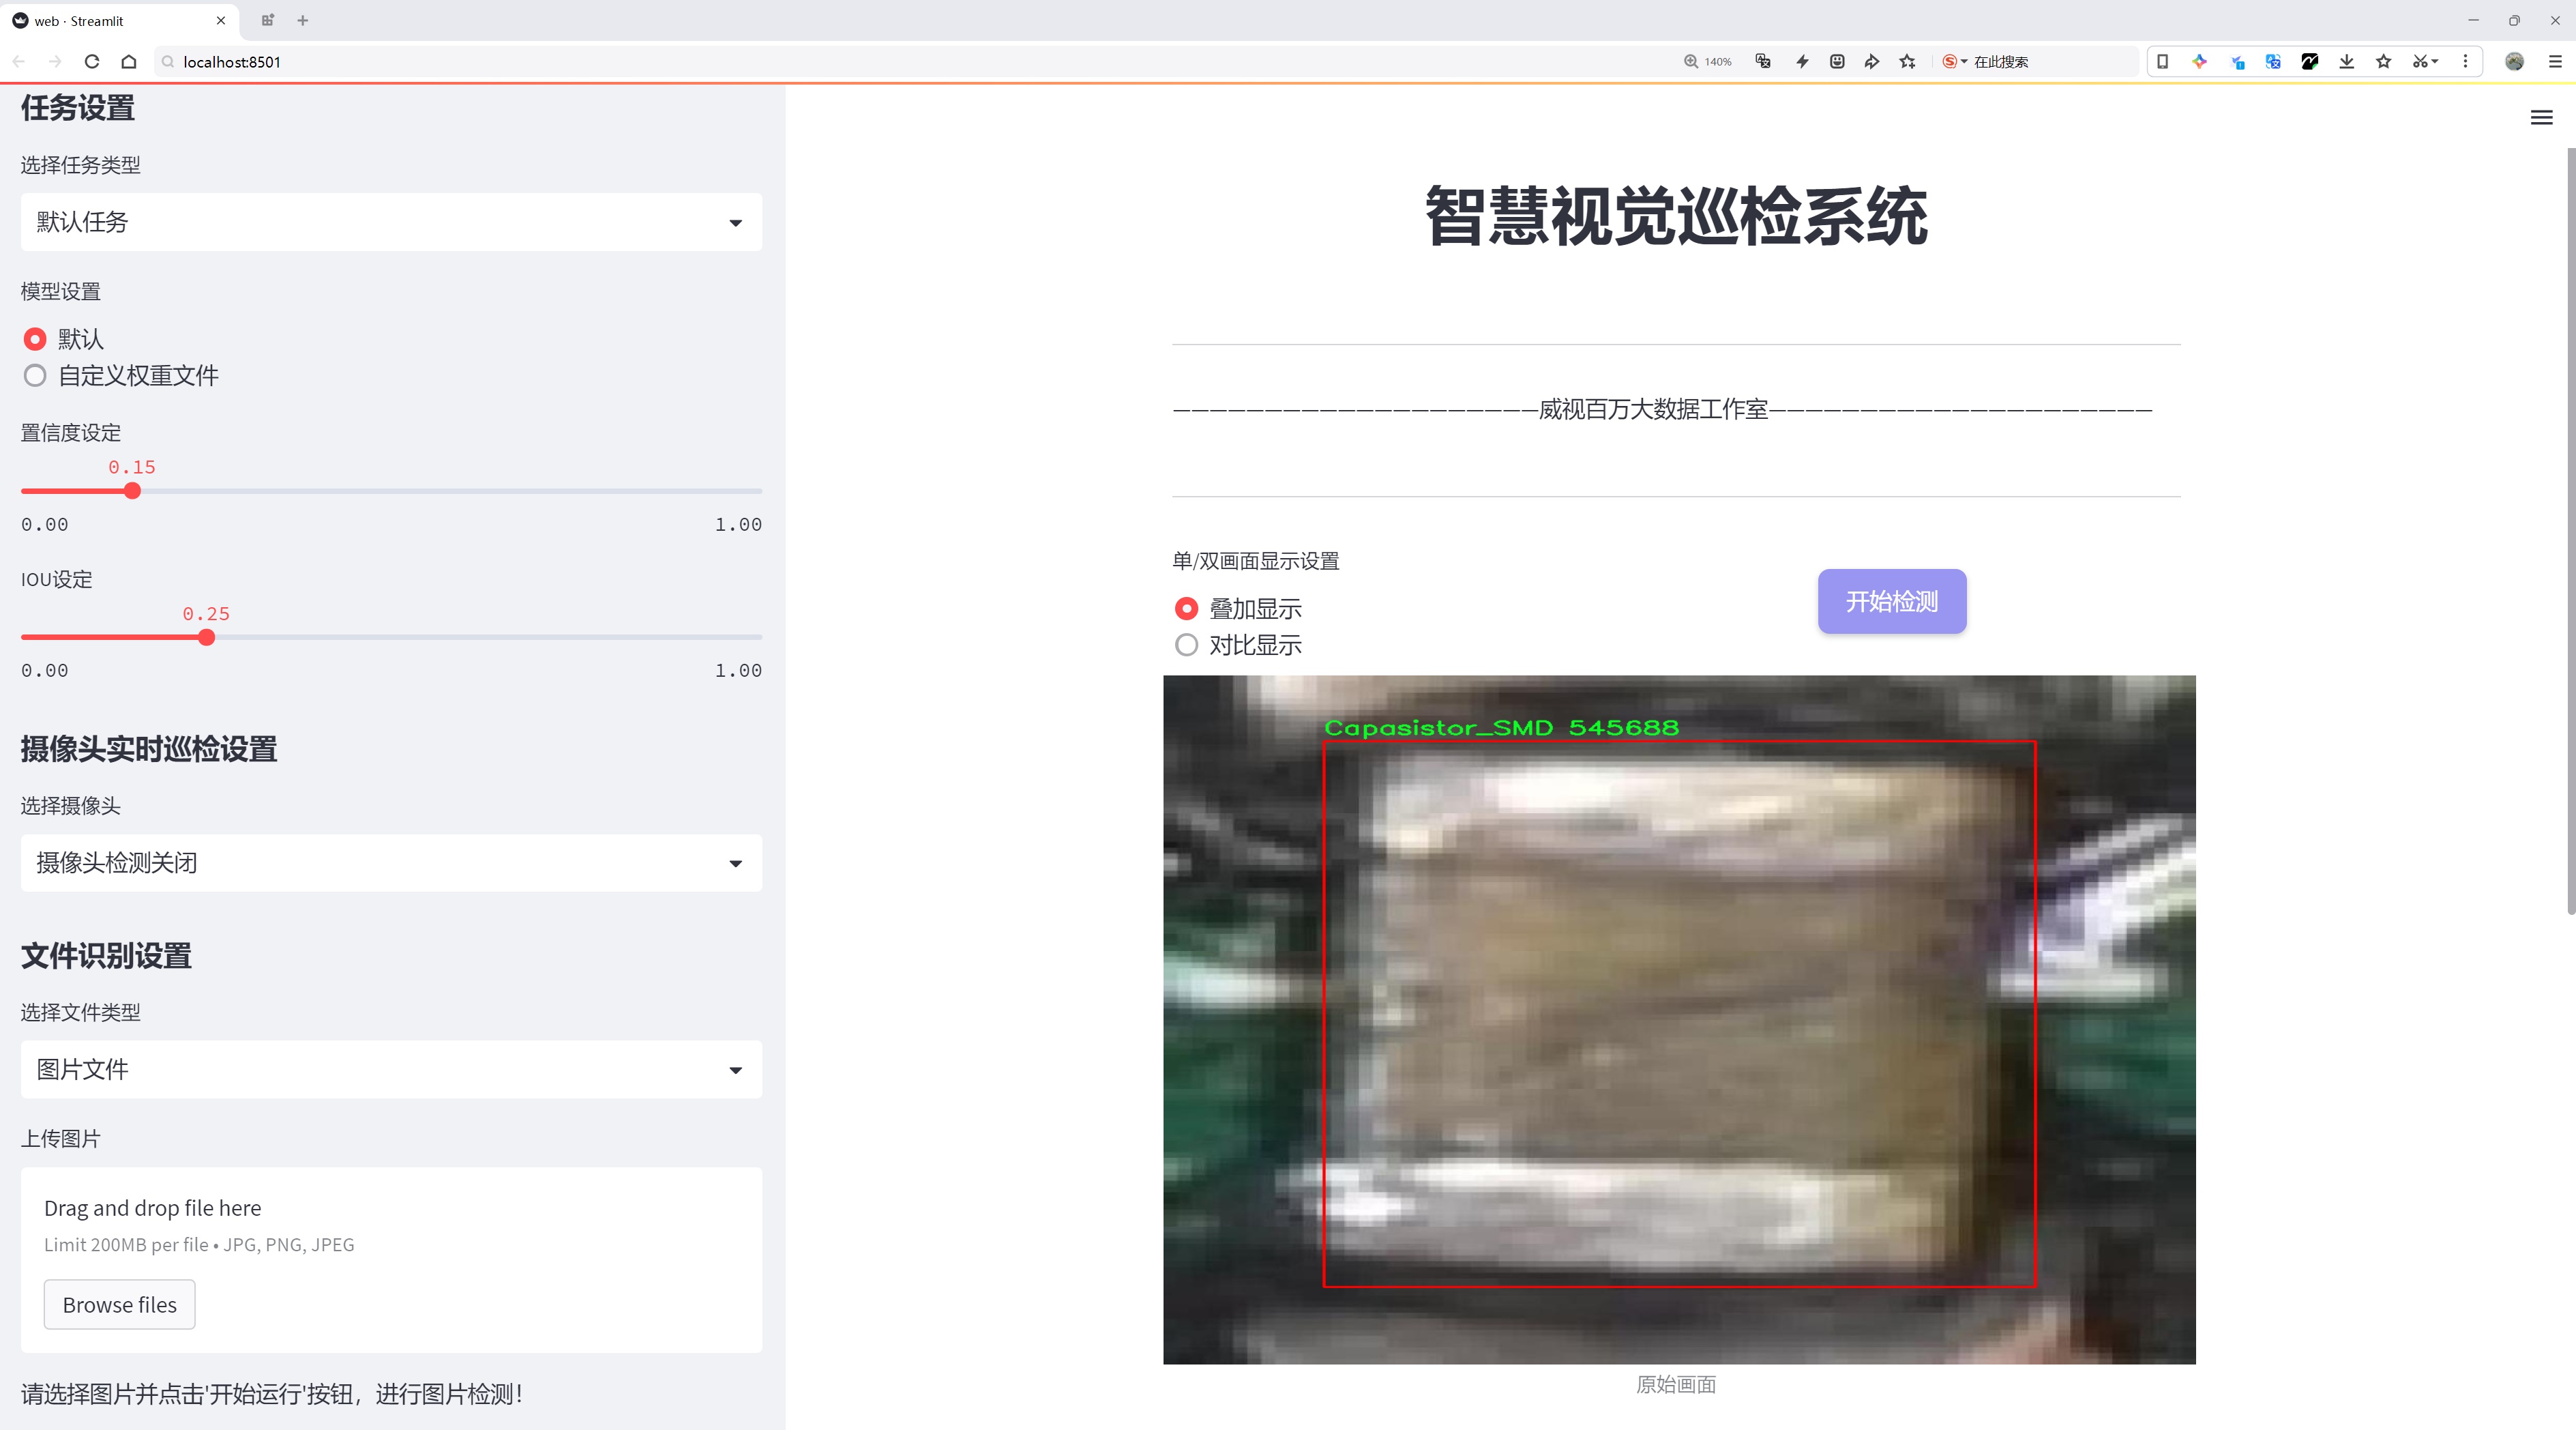 web · Streamlit
localhost:8501
140%
在此搜索
任务设置
选择任务类型
默认任务
模型设置
默认
自定义权重文件
置信度设定
0.15
0.00 1.00
IOU设定
0.25
0.00 1.00
摄像头实时巡检设置
选择摄像头
摄像头检测关闭
文件识别设置
选择文件类型
图片文件
上传图片
Drag and drop file here
Limit 200MB per file • JPG, PNG, JPEG
Browse files
请选择图片并点击'开始运行'按钮，进行图片检测！
智慧视觉巡检系统
————————————————————威视百万大数据工作室—————————————————————
单/双画面显示设置
叠加显示
对比显示
开始检测
Capasistor_SMD 545688
原始画面